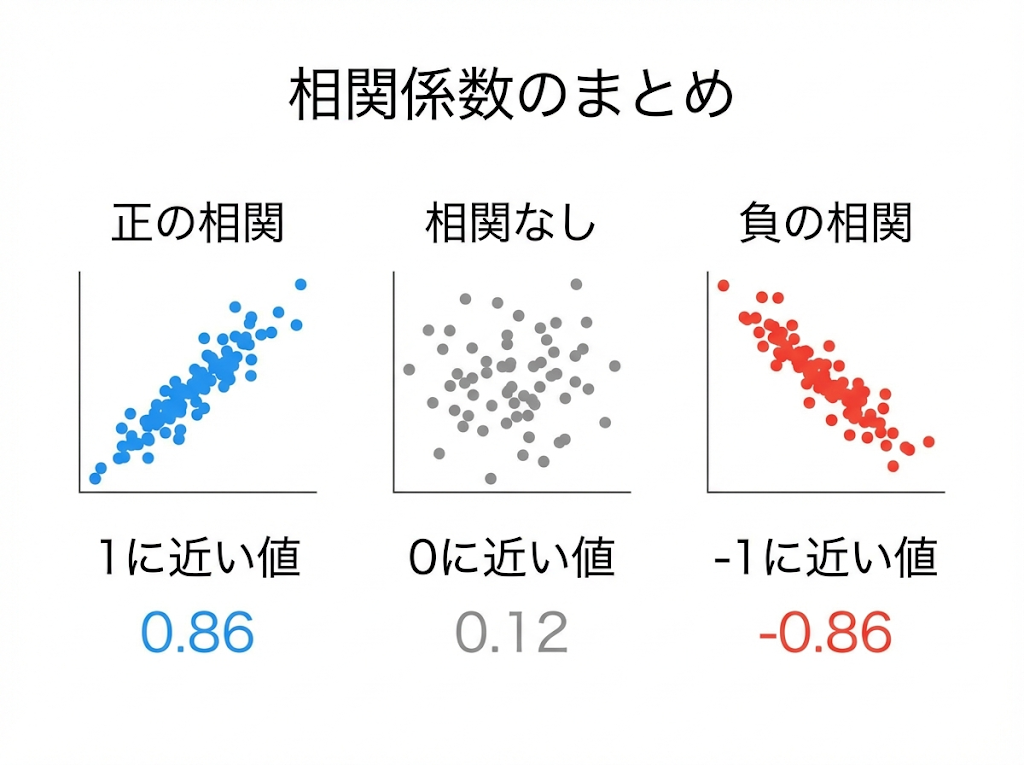 相関係数のまとめ
正の相関
相関なし
負の相関
1に近い値
0に近い値
-1に近い値
0.86
0.12
-0.86